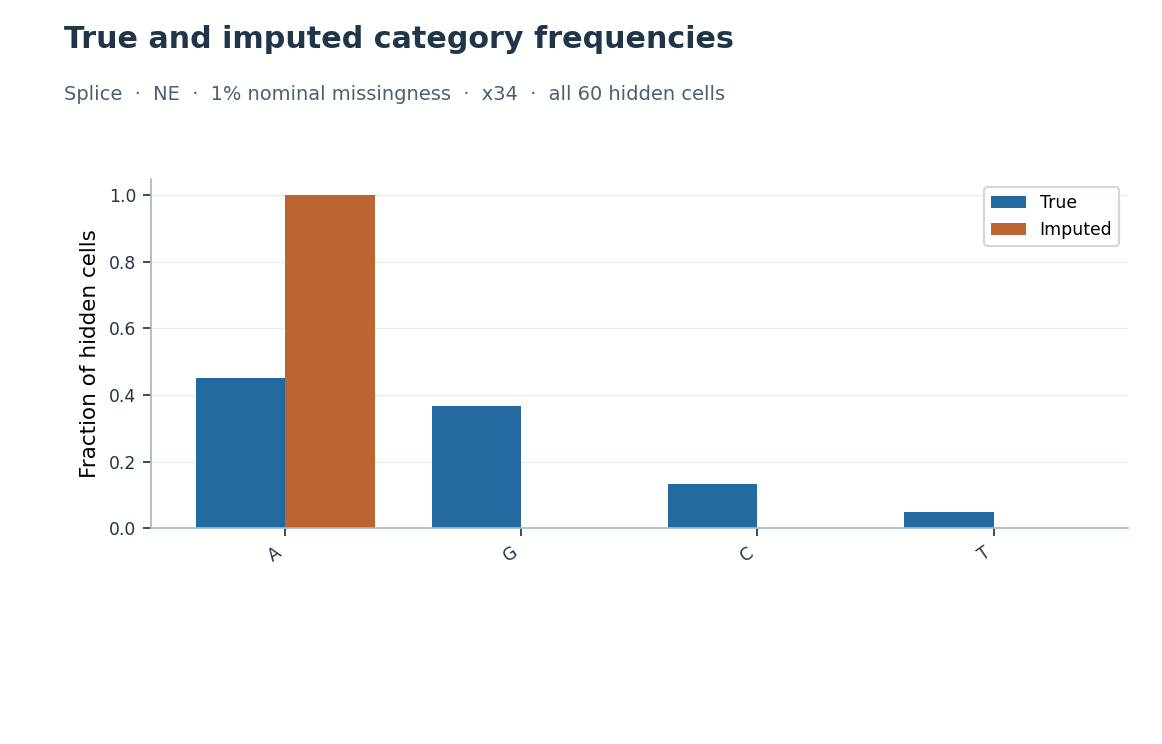 True and imputed category frequencies
Splice · NE · 1% nominal missingness · x34 · all 60 hidden cells
Fraction of hidden cells
1.0
0.8
0.6
0.4
0.2
0.0
True
Imputed
A
G
C
T